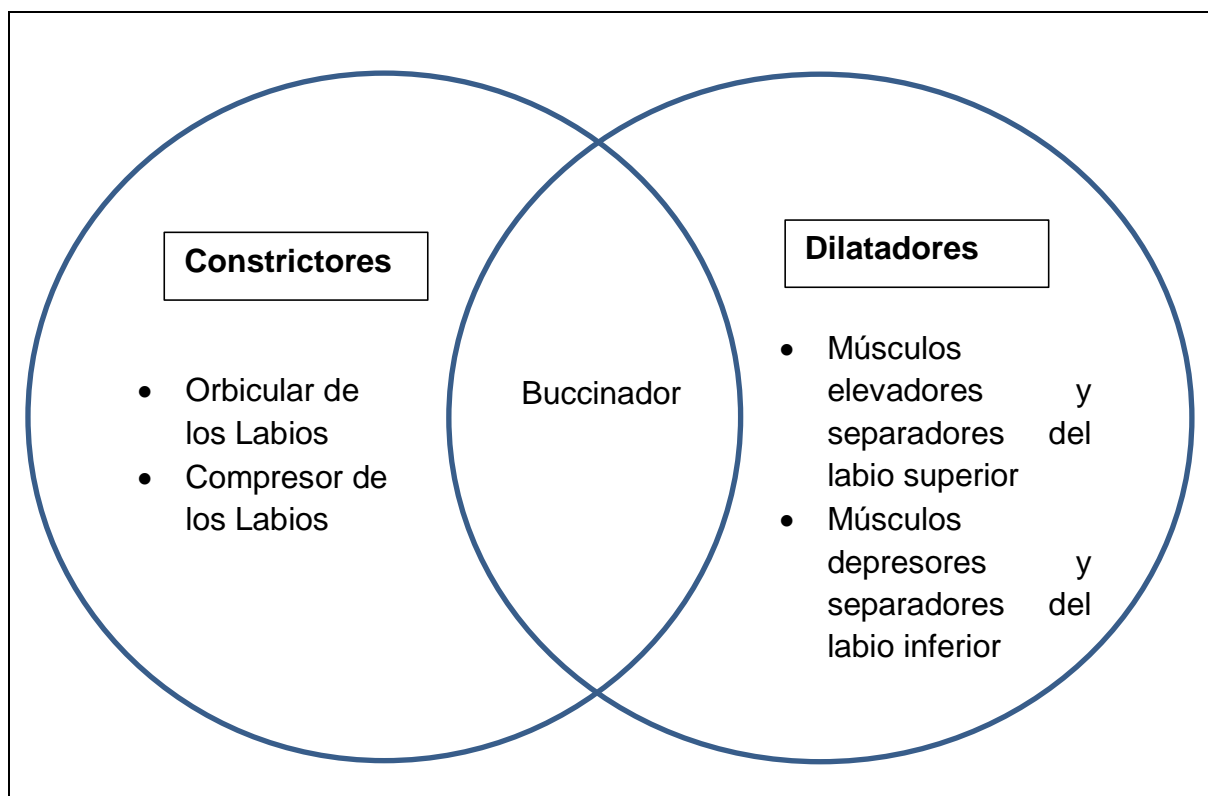 Constrictores
• Orbicular de
los Labios
• Compresor de
los Labios
Buccinador
Dilatadores
• Músculos
elevadores y
separadores del
labio superior
• Músculos
depresores y
separadores del
labio inferior